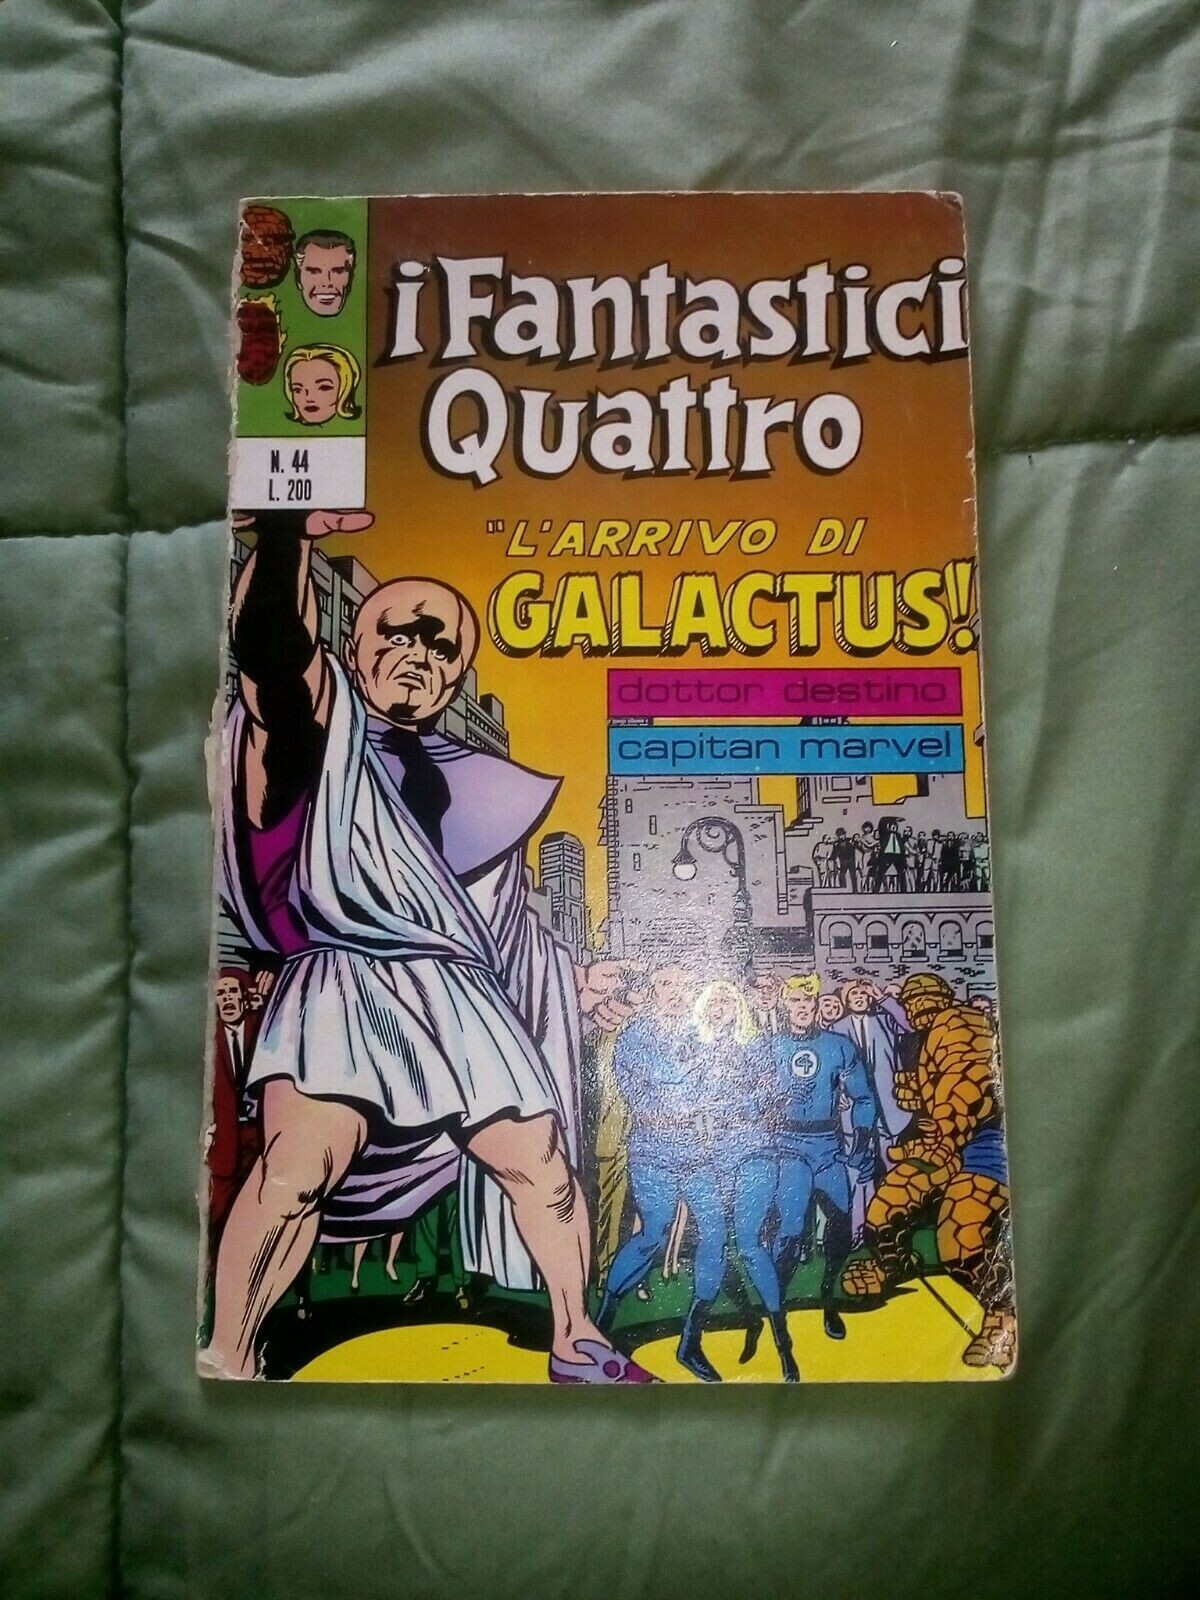 i Fantastici
Quattro
N. 44
L. 200
"L'ARRIVO DI
GALACTUS!
dottor destino
capitan marvel
4